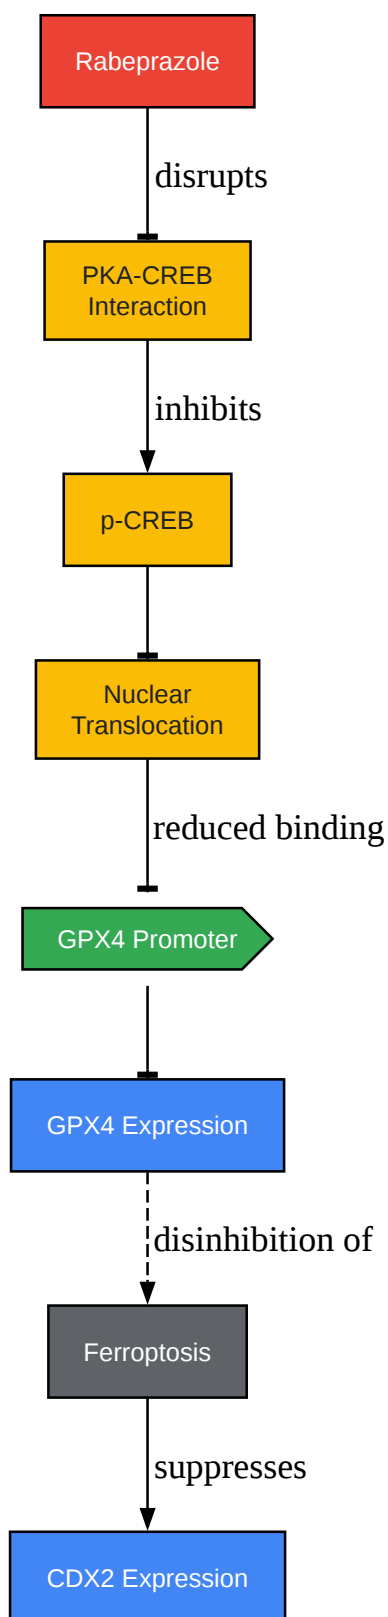 Rabeprazole
disrupts
PKA-CREB
Interaction
inhibits
p-CREB
Nuclear
Translocation
reduced binding
GPX4 Promoter
GPX4 Expression
disinhibition of
Ferroptosis
suppresses
CDX2 Expression